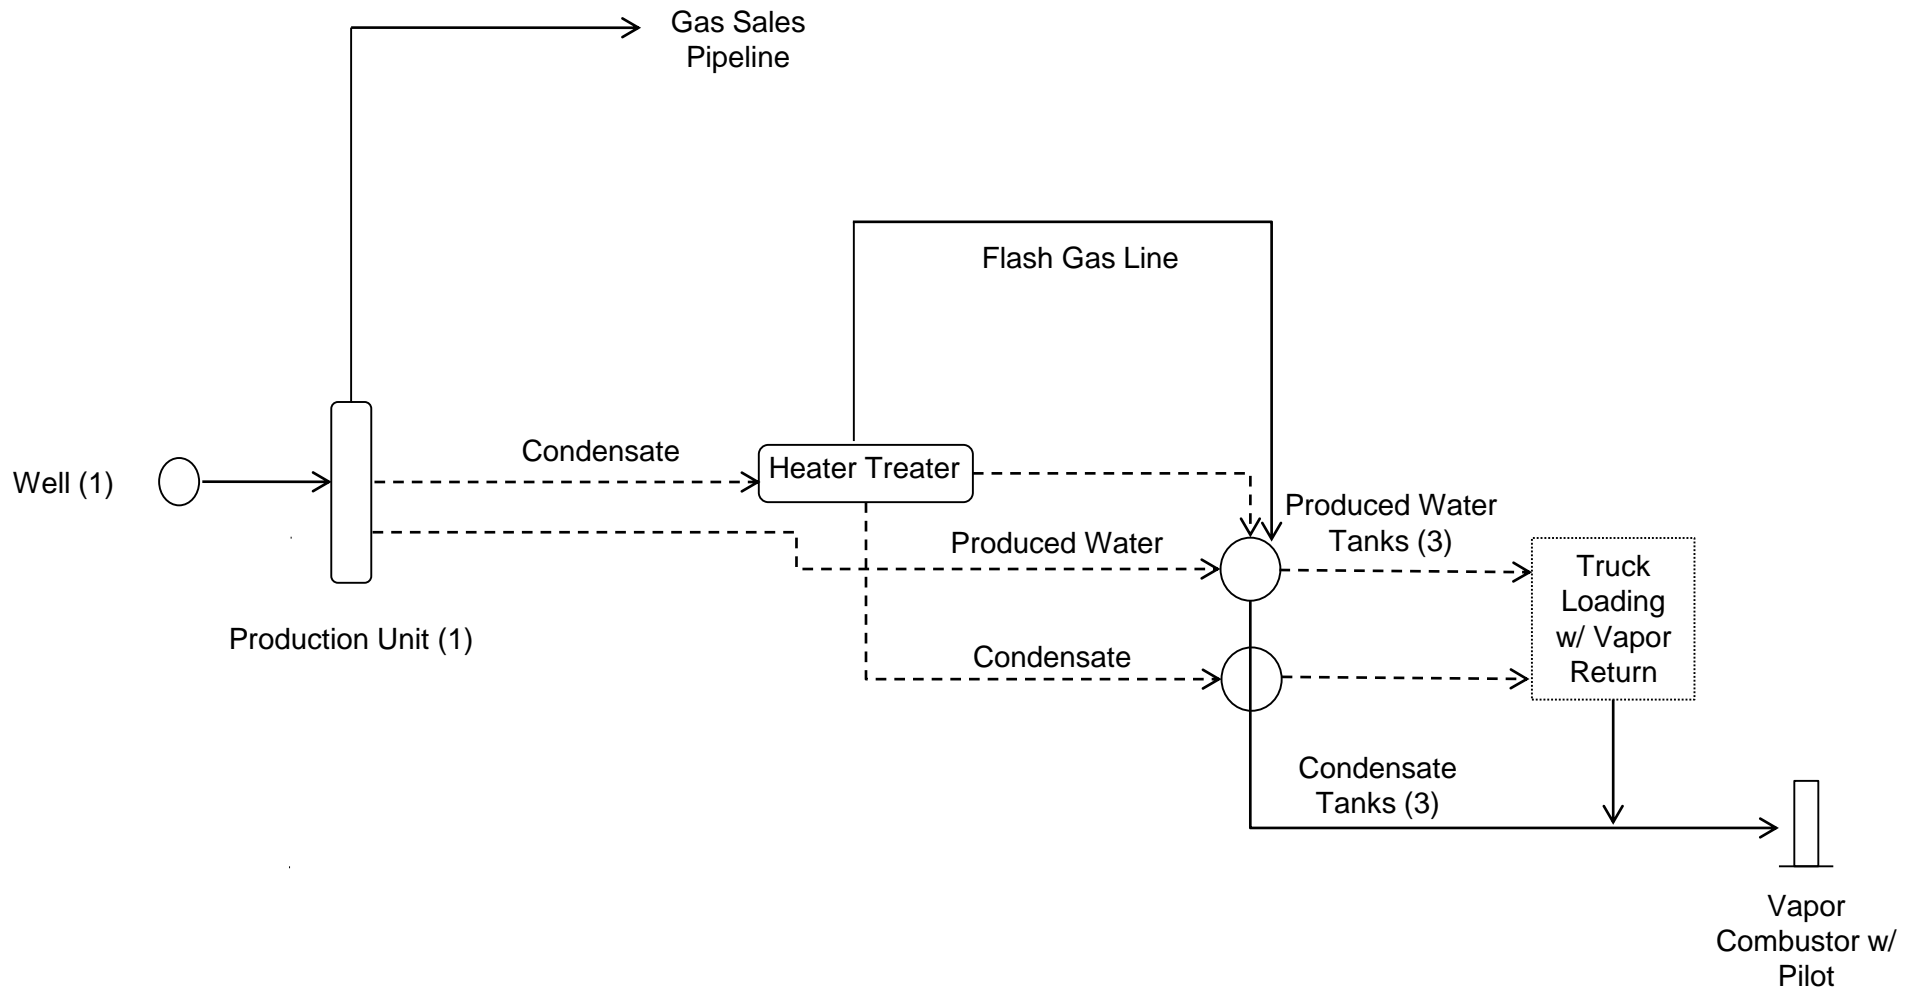 Gas Sales
Pipeline
Flash Gas Line
Condensate
Heater Treater
Well (1)
Produced Water
Tanks (3)
Produced Water
Truck
Loading
w/ Vapor
Return
Production Unit (1)
Condensate
Condensate
Tanks (3)
Vapor
Combustor w/
Pilot